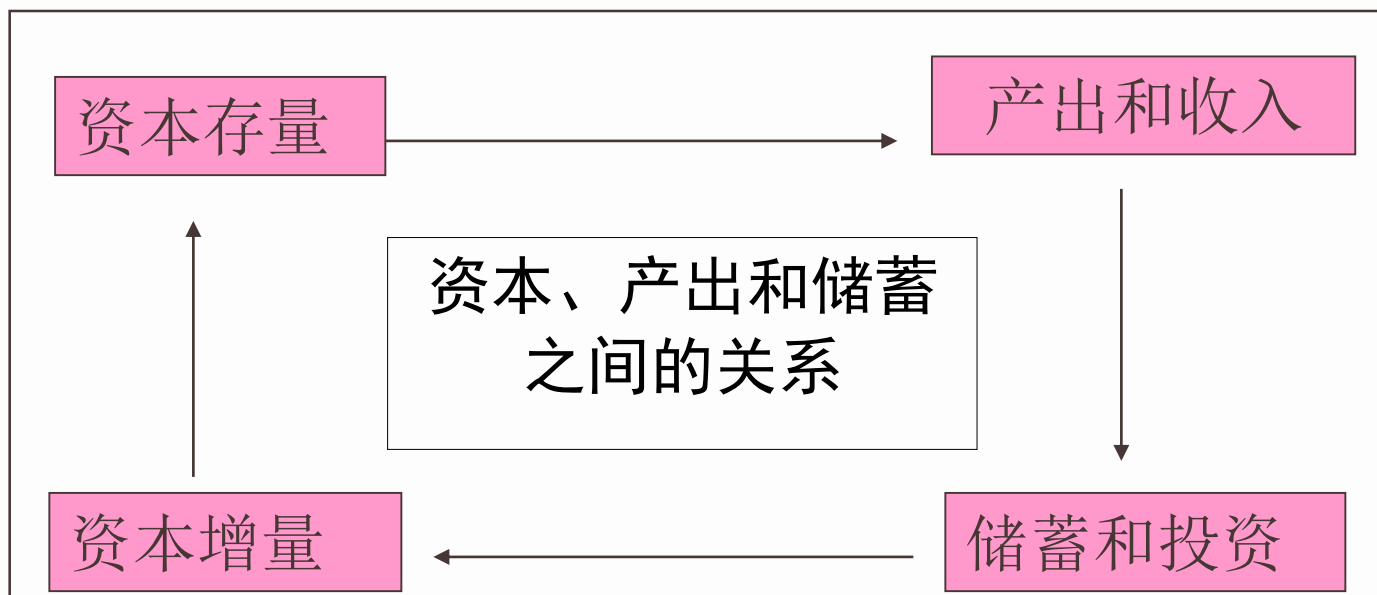 资本存量
产出和收入
资本、产出和储蓄
之间的关系
资本增量
储蓄和投资